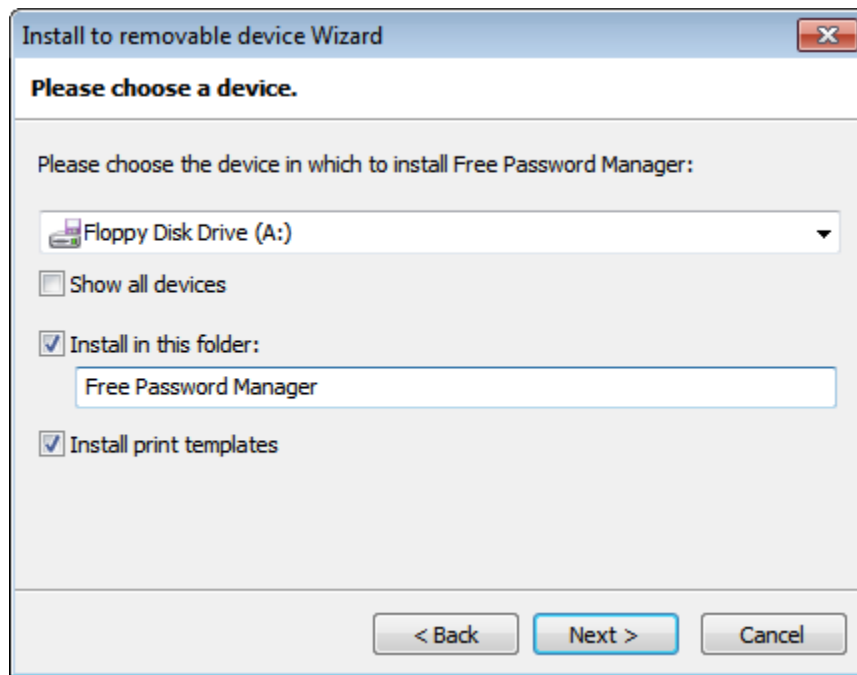 Install to removable device Wizard
Please choose a device.
Please choose the device in which to install Free Password Manager:
Floppy Disk Drive (A:)
Show all devices
Install in this folder:
Free Password Manager
Install print templates
< Back Next > Cancel